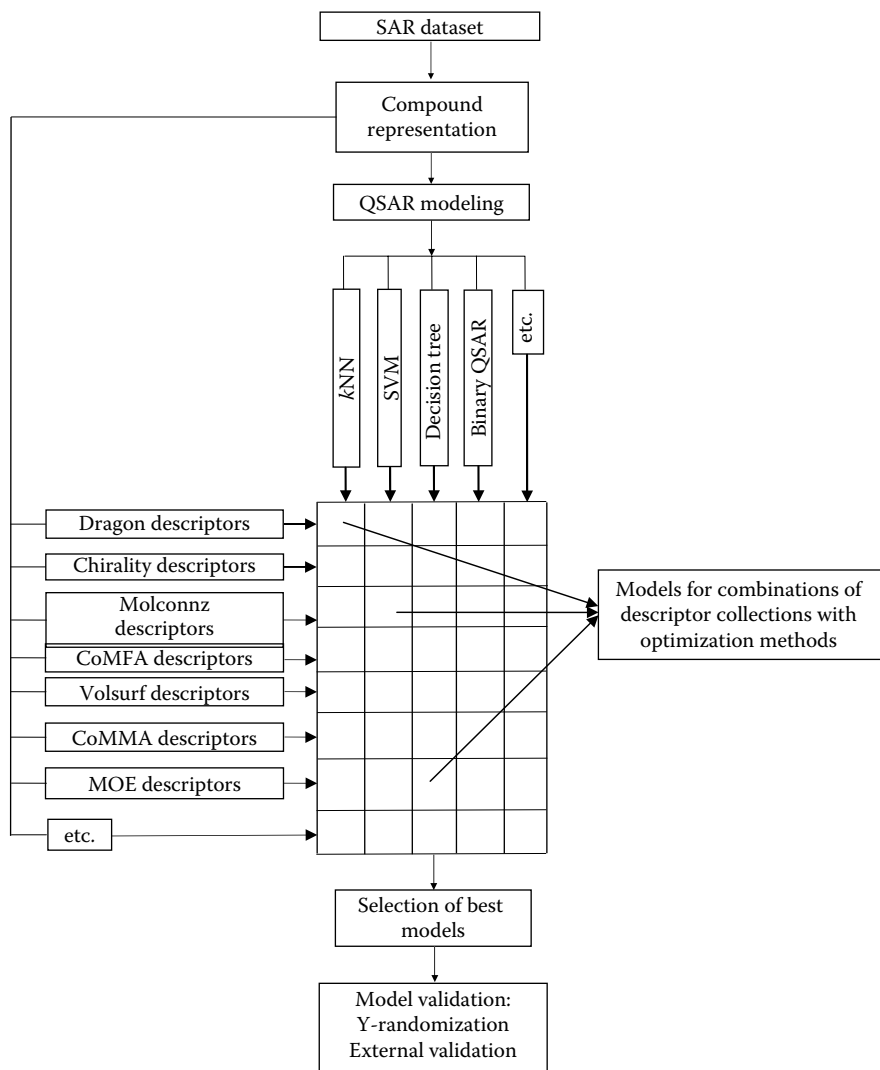 SAR dataset
Compound
representation
QSAR modeling
kNN
SVM
Decision tree
Binary QSAR
etc.
Dragon descriptors
Chirality descriptors
Molconnz
descriptors
CoMFA descriptors
Volsurf descriptors
CoMMA descriptors
MOE descriptors
etc.
Models for combinations of
descriptor collections with
optimization methods
Selection of best
models
Model validation:
Y-randomization
External validation